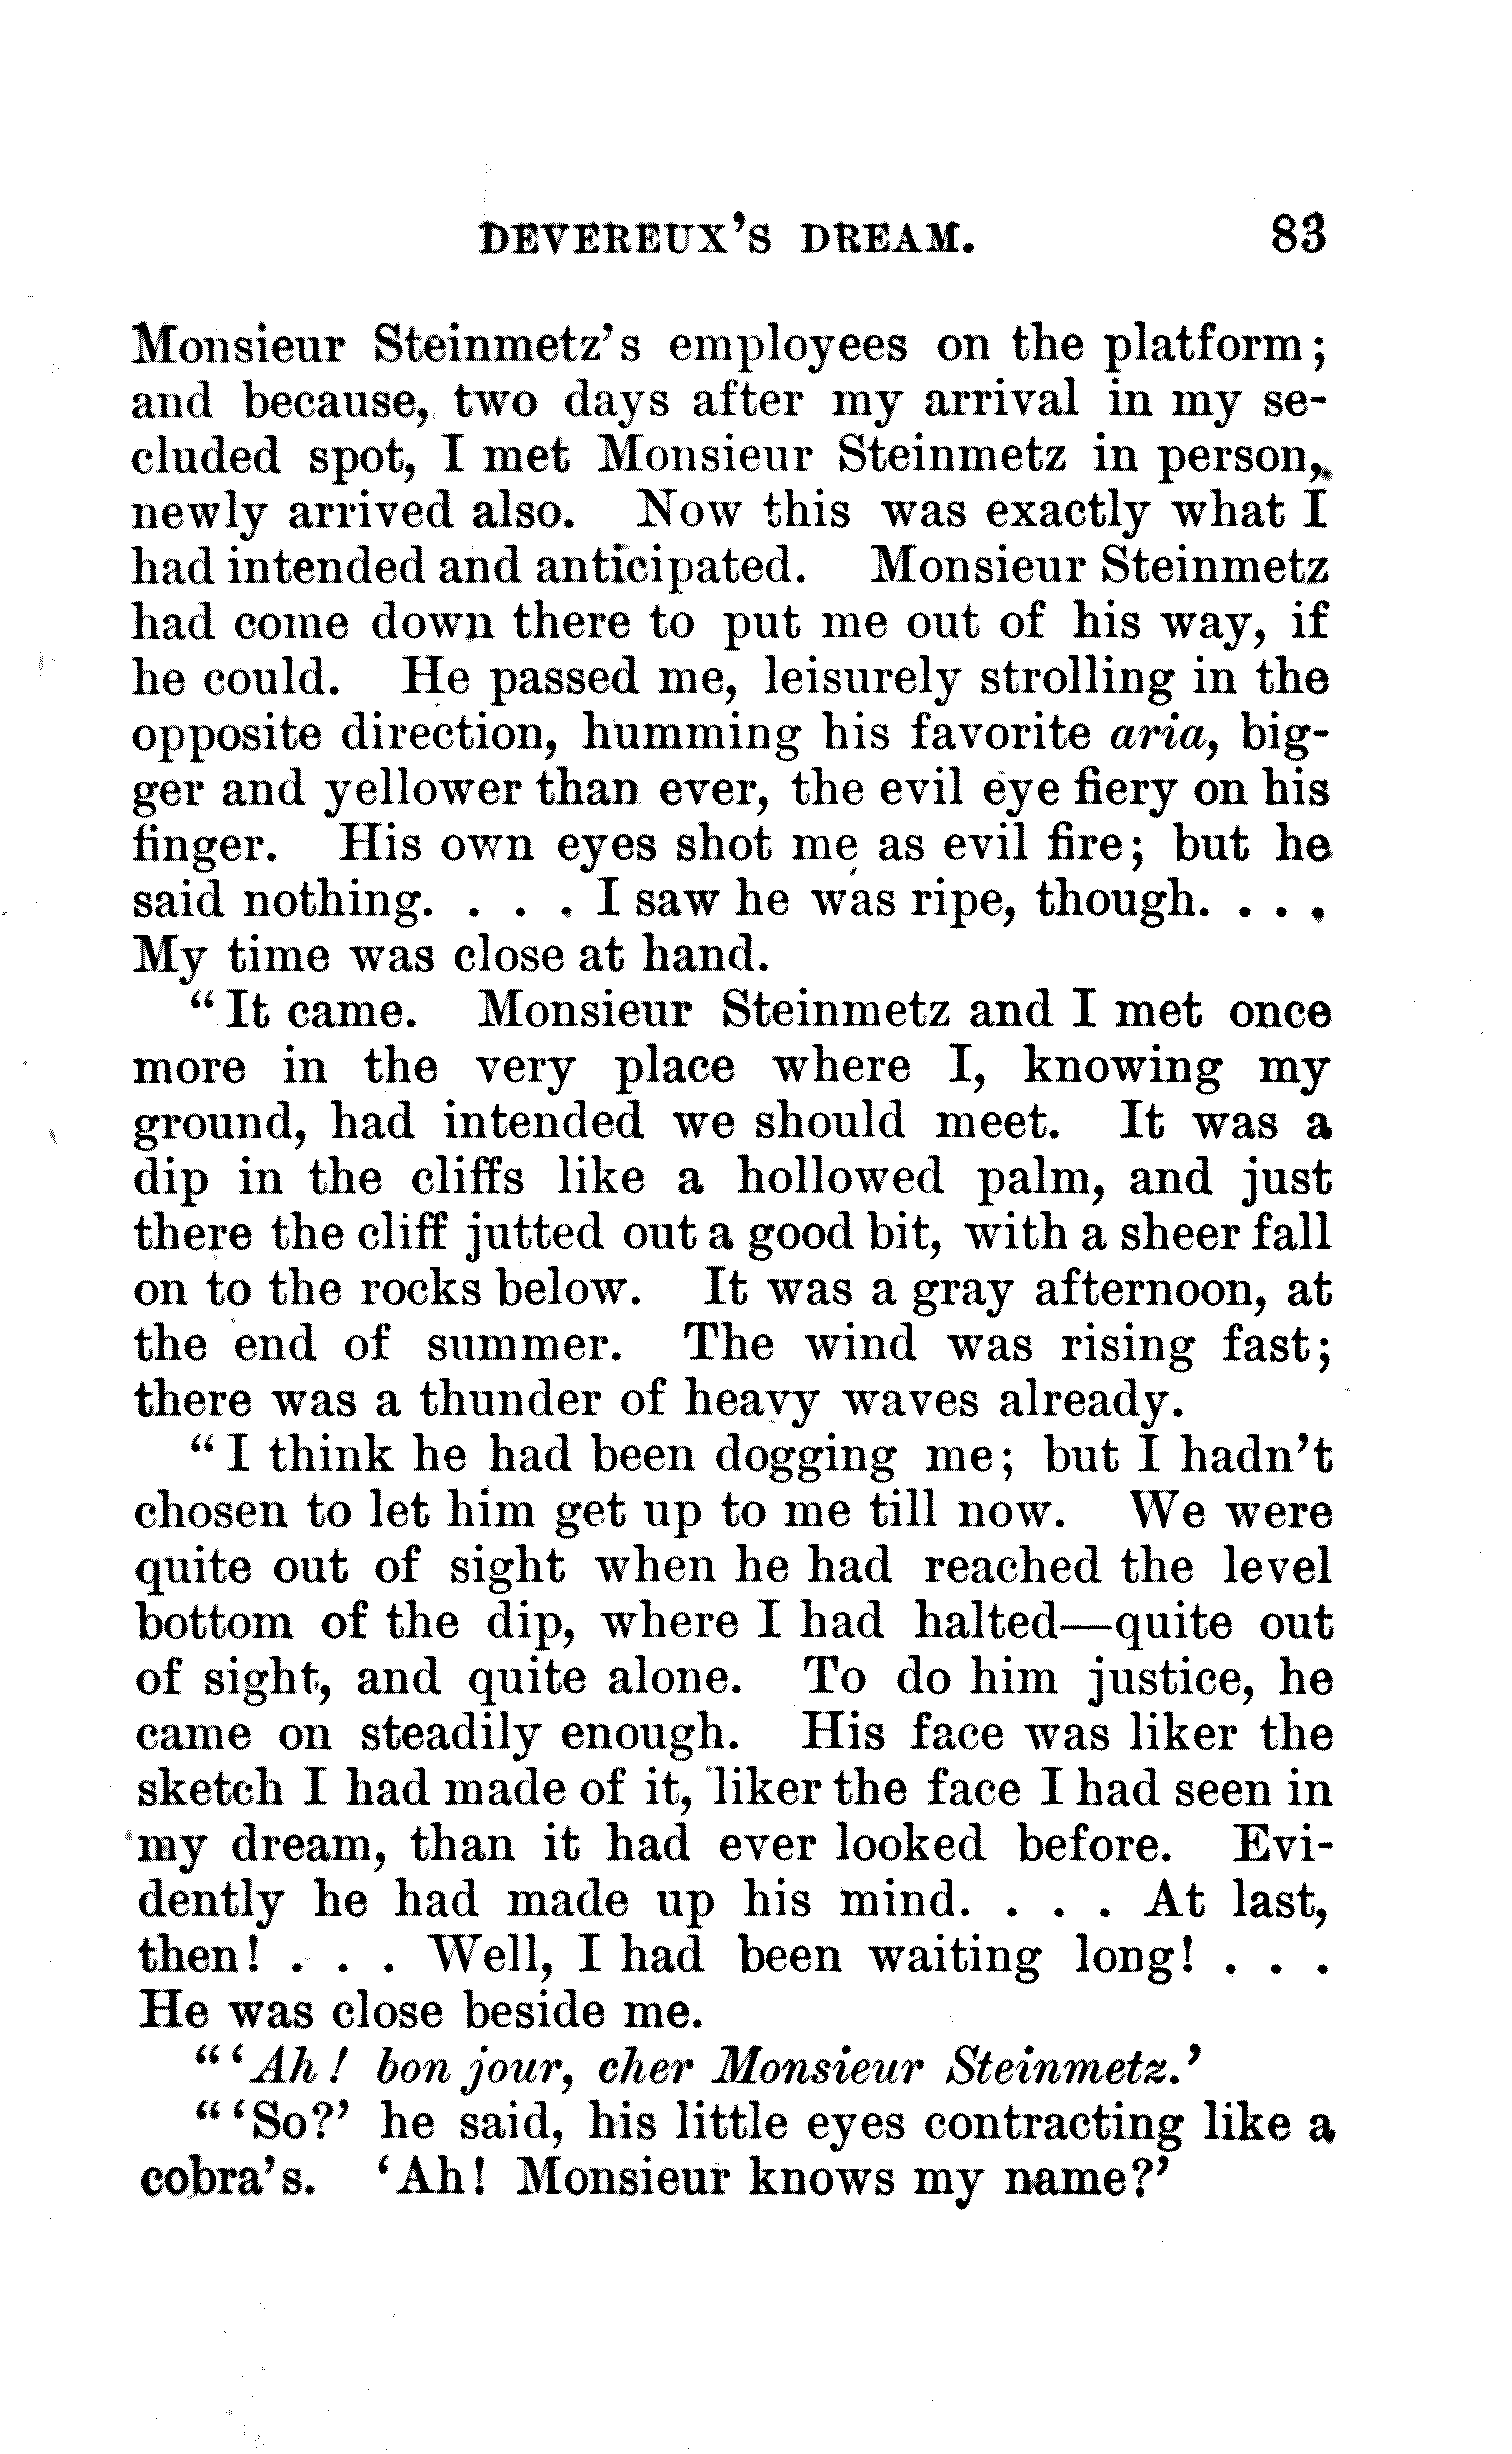 DEVEREUX'S DREAM. 83
Monsieur Steinmetz's employees on the platform;
and because, two days after my arrival in my se-
cluded spot, I met Monsieur Steinmetz in person,
newly arrived also. Now this was exactly what I
had intended and anticipated. Monsieur Steinmetz
had come down there to put me out of his way, if
he could. He passed me, leisurely strolling in the
opposite direction, humming his favorite aria, big-
ger and yellower than ever, the evil eye fiery on his
finger. His own eyes shot me as evil fire; but he
said nothing. . . . I saw he was ripe, though. . . .
My time was close at hand.
"It came. Monsieur Steinmetz and I met once
more in the very place where I, knowing my
ground, had intended we should meet. It was a
dip in the cliffs like a hollowed palm, and just
there the cliff jutted out a good bit, with a sheer fall
on to the rocks below. It was a gray afternoon, at
the end of summer. The wind was rising fast;
there was a thunder of heavy waves already.
"I think he had been dogging me; but I hadn't
chosen to let him get up to me till now. We were
quite out of sight when he had reached the level
bottom of the dip, where I had halted—quite out
of sight, and quite alone. To do him justice, he
came on steadily enough. His face was liker the
sketch I had made of it, liker the face I had seen in
my dream, than it had ever looked before. Evi-
dently he had made up his mind. . . . At last,
then! . . . Well, I had been waiting long! . . .
He was close beside me.
"'Ah! bon jour, cher Monsieur Steinmetz.'
"'So?' he said, his little eyes contracting like a
cobra's. 'Ah! Monsieur knows my name?'